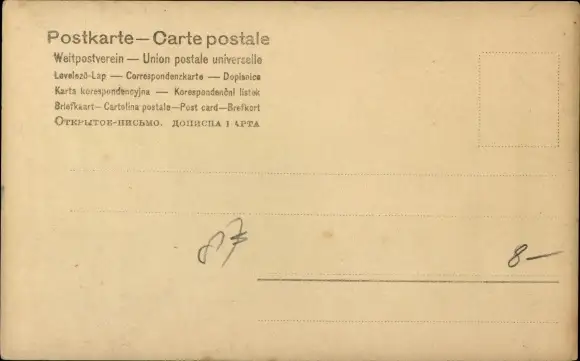 Postkarte — Carte postale
Weltpostverein — Union postale universelle
Levelező-Lap — Correspondenzkarte — Dopisnice
Karta korespondencyjna — Korespondenční lístek
Briefkaart — Cartolina postale — Post card — Brefkort
Открытое-письмо. дописна карта
87
8—